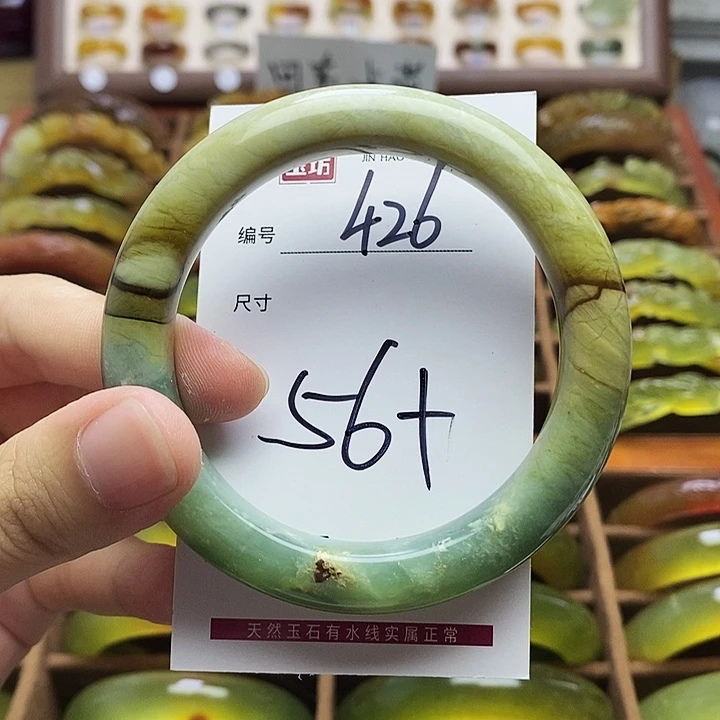 玉坊
JIN HAO
编号 426
尺寸
56+
天然玉石有水线实属正常